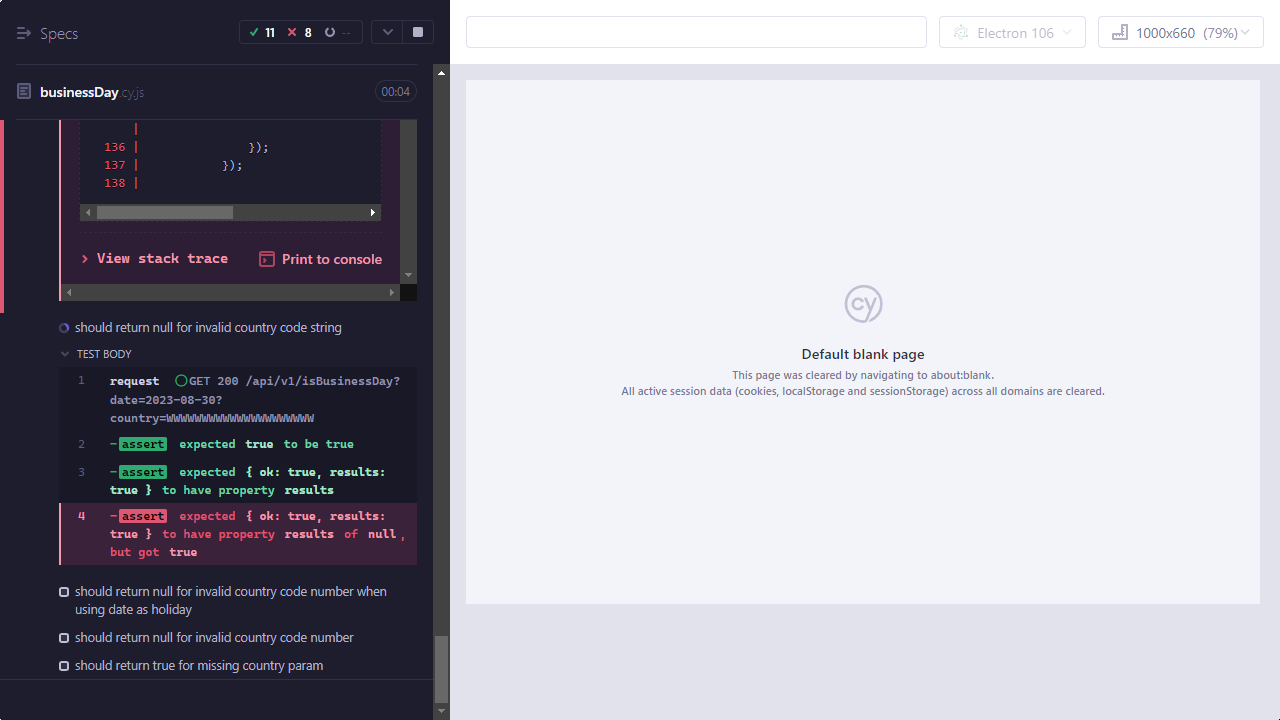 Specs
11 8 --
Electron 106
1000x660 (79%)
businessDay.cy.js
00:04
|
136 | });
137 | });
138 |
View stack trace
Print to console
should return null for invalid country code string
TEST BODY
1 request GET 200 /api/v1/isBusinessDay?
date=2023-08-30?
country=WWWWWWWWWWWWWWWWWWWWW
2 -assert expected true to be true
3 -assert expected { ok: true, results:
true } to have property results
4 -assert expected { ok: true, results:
true } to have property results of null,
but got true
should return null for invalid country code number when
using date as holiday
should return null for invalid country code number
should return true for missing country param
cy
Default blank page
This page was cleared by navigating to about:blank.
All active session data (cookies, localStorage and sessionStorage) across all domains are cleared.